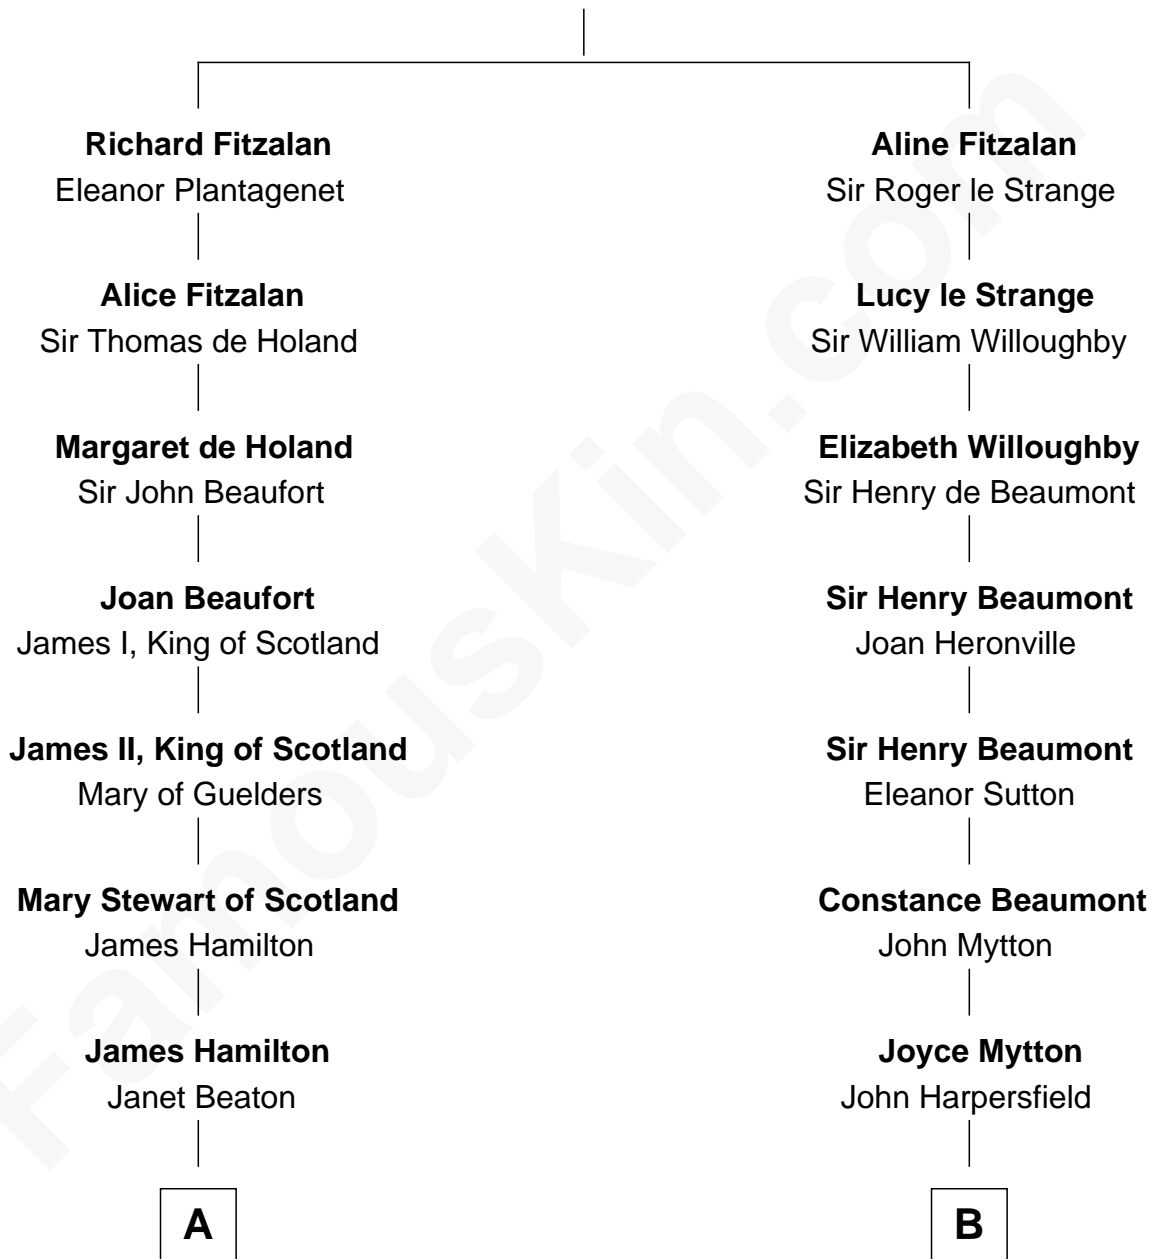 Richard Fitzalan
Eleanor Plantagenet
Alice Fitzalan
Sir Thomas de Holand
Margaret de Holand
Sir John Beaufort
Joan Beaufort
James I, King of Scotland
James II, King of Scotland
Mary of Guelders
Mary Stewart of Scotland
James Hamilton
James Hamilton
Janet Beaton
A
Aline Fitzalan
Sir Roger le Strange
Lucy le Strange
Sir William Willoughby
Elizabeth Willoughby
Sir Henry de Beaumont
Sir Henry Beaumont
Joan Heronville
Sir Henry Beaumont
Eleanor Sutton
Constance Beaumont
John Mytton
Joyce Mytton
John Harpersfield
B
FamousKin.com